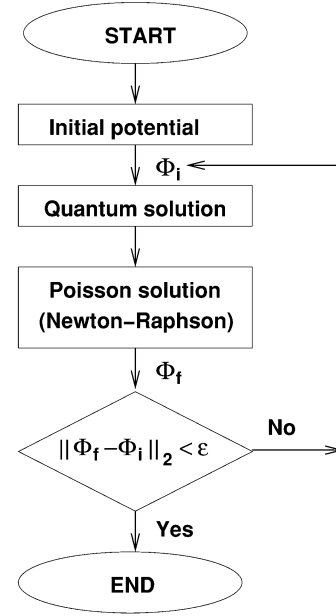 START
Initial potential
Φi
Quantum solution
Poisson solution
(Newton−Raphson)
Φf
||Φf −Φi ||2 < ε
No
Yes
END